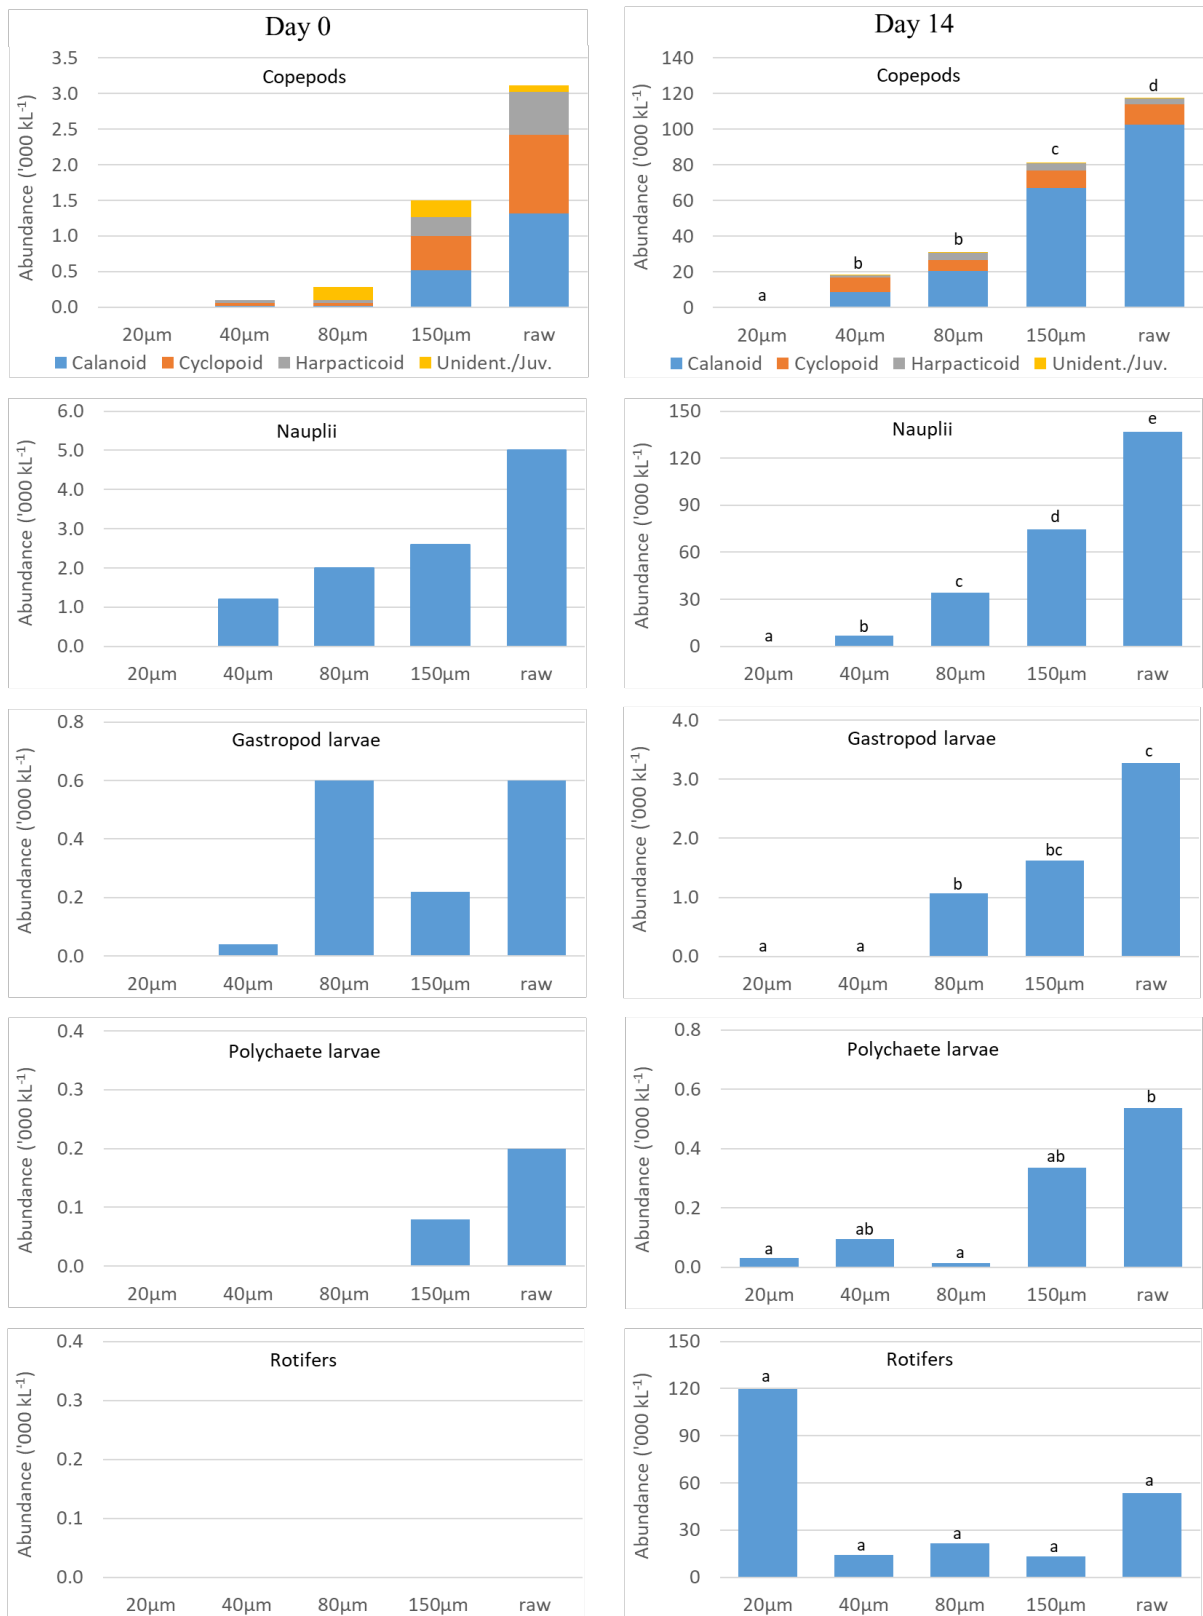 Day 0
Copepods
Abundance ('000 kL-1)
3.5
3.0
2.5
2.0
1.5
1.0
0.5
0.0
20µm 40µm 80µm 150µm raw
Calanoid Cyclopoid Harpacticoid Unident./Juv.
Nauplii
Abundance ('000 kL-1)
6.0
5.0
4.0
3.0
2.0
1.0
0.0
20µm 40µm 80µm 150µm raw
Gastropod larvae
Abundance ('000 kL-1)
0.8
0.6
0.4
0.2
0.0
20µm 40µm 80µm 150µm raw
Polychaete larvae
Abundance ('000 kL-1)
0.4
0.3
0.2
0.1
0.0
20µm 40µm 80µm 150µm raw
Rotifers
Abundance ('000 kL-1)
0.4
0.3
0.2
0.1
0.0
20µm 40µm 80µm 150µm raw
Day 14
Copepods
Abundance ('000 kL-1)
140
120
100
80
60
40
20
0
a b b c d
20µm 40µm 80µm 150µm raw
Calanoid Cyclopoid Harpacticoid Unident./Juv.
Nauplii
Abundance ('000 kL-1)
150
120
90
60
30
0
a b c d e
20µm 40µm 80µm 150µm raw
Gastropod larvae
Abundance ('000 kL-1)
4.0
3.0
2.0
1.0
0.0
a a b bc c
20µm 40µm 80µm 150µm raw
Polychaete larvae
Abundance ('000 kL-1)
0.8
0.6
0.4
0.2
0.0
a ab a ab b
20µm 40µm 80µm 150µm raw
Rotifers
Abundance ('000 kL-1)
150
120
90
60
30
0
a a a a a
20µm 40µm 80µm 150µm raw